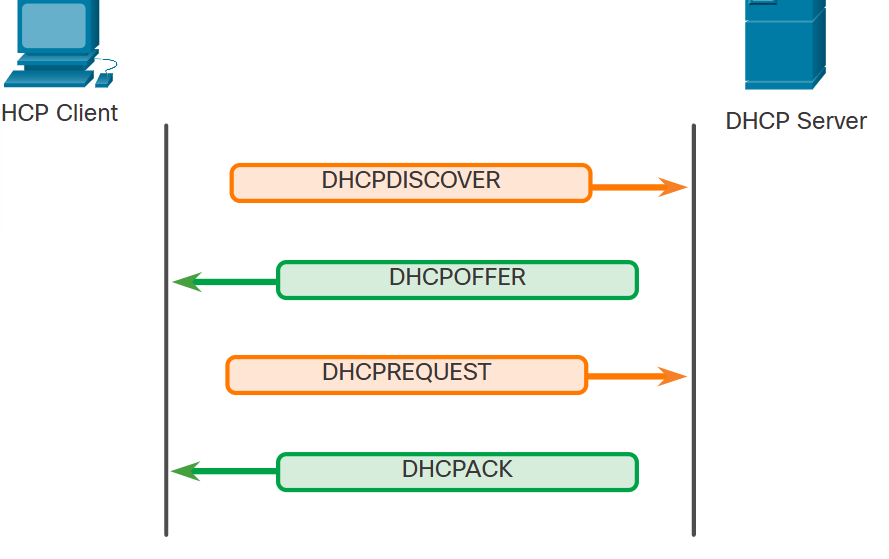 HCP Client
DHCP Server
DHCPDISCOVER
DHCPOFFER
DHCPREQUEST
DHCPACK